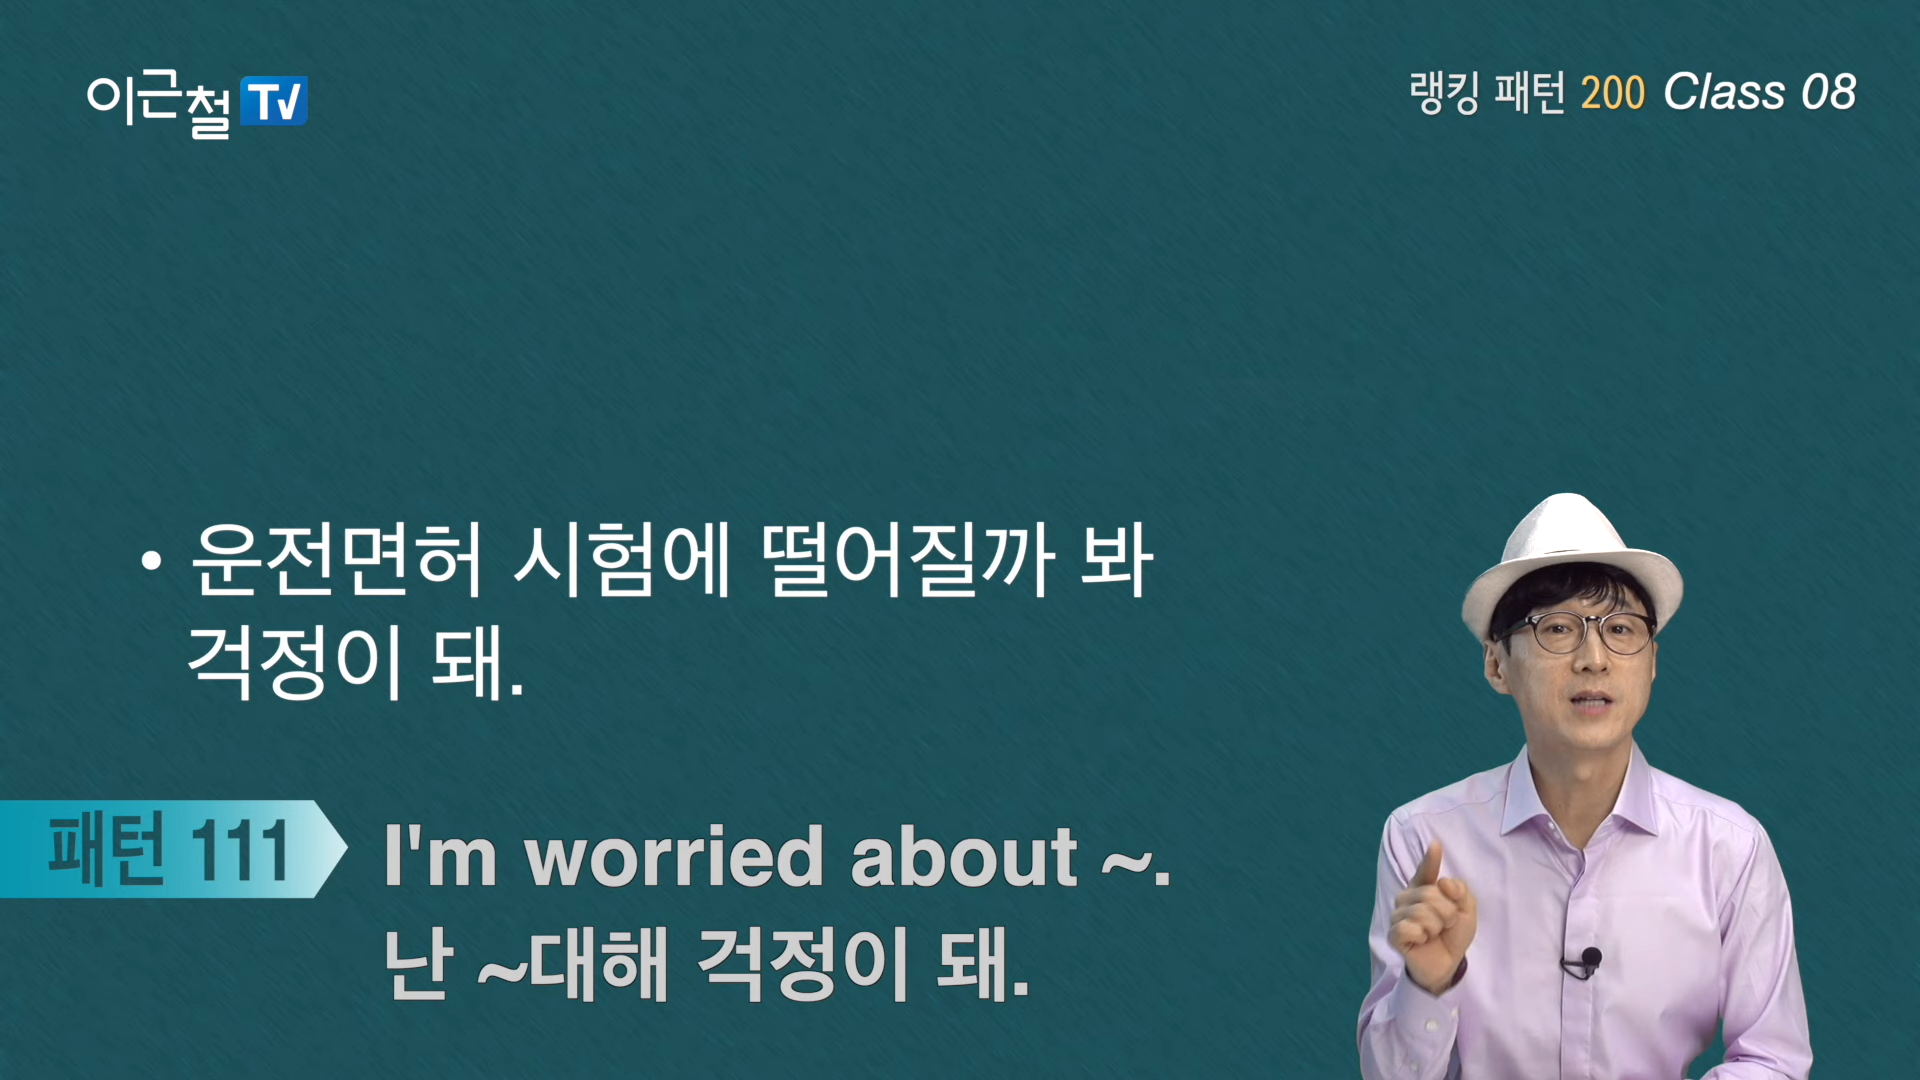 이근철 TV
랭킹 패턴 200 Class 08
• 운전면허 시험에 떨어질까 봐
걱정이 돼.
패턴 111
I'm worried about ~.
난 ~대해 걱정이 돼.